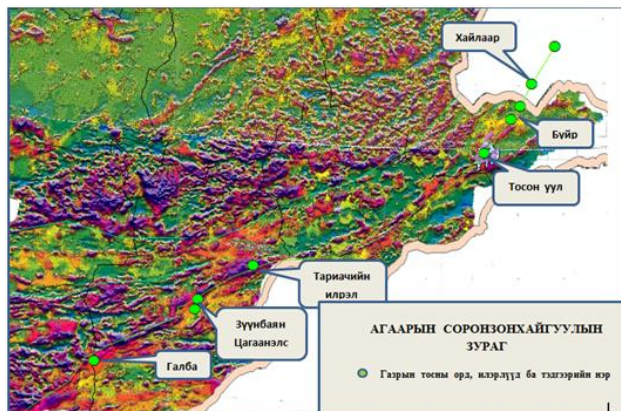 Хайлаар
Буйр
Тосон уул
Тариачийн
илрэл
Зүүнбаян
Цагаанэлс
Галба
АГААРЫН СОРОНЗОНХАЙГУУЛЫН
ЗУРАГ
Газрын тосны орд, илэрлүүд ба тэдгээрийн нэр